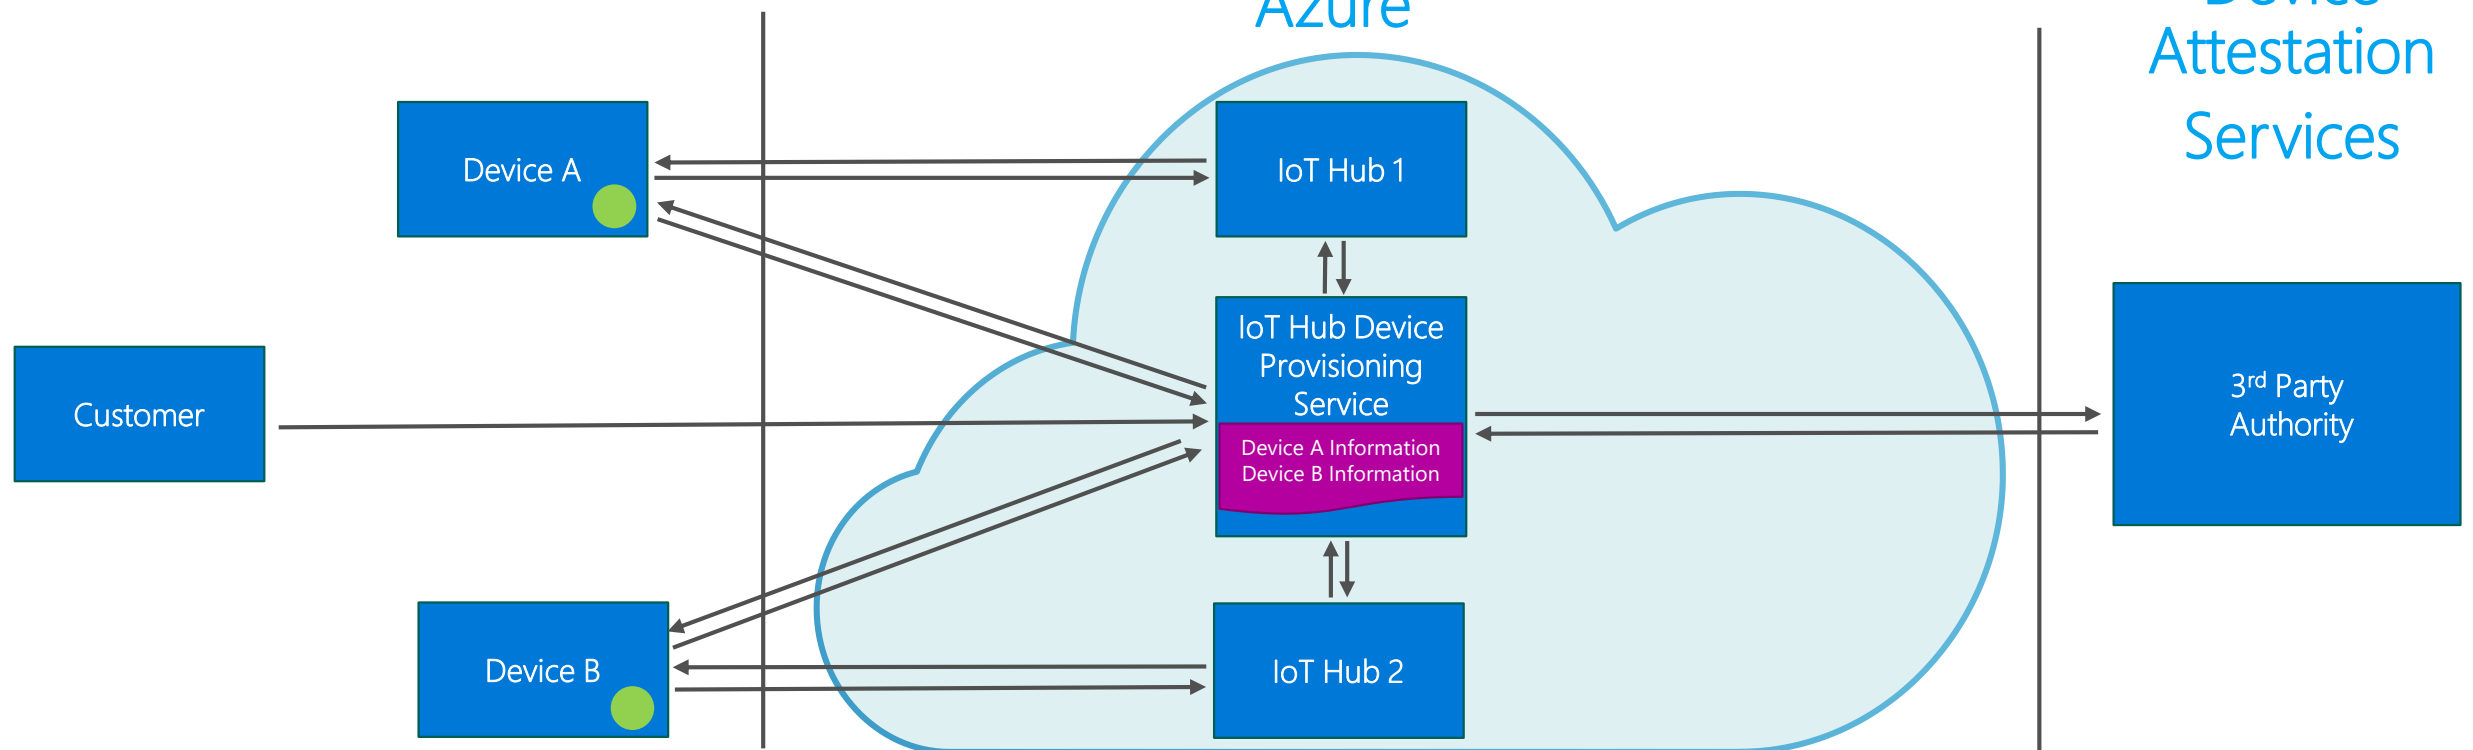 Azure
Device
Attestation
Services
Device A
IoT Hub 1
IoT Hub Device
Provisioning
Service
Device A Information
Device B Information
Customer
3rd Party
Authority
Device B
IoT Hub 2